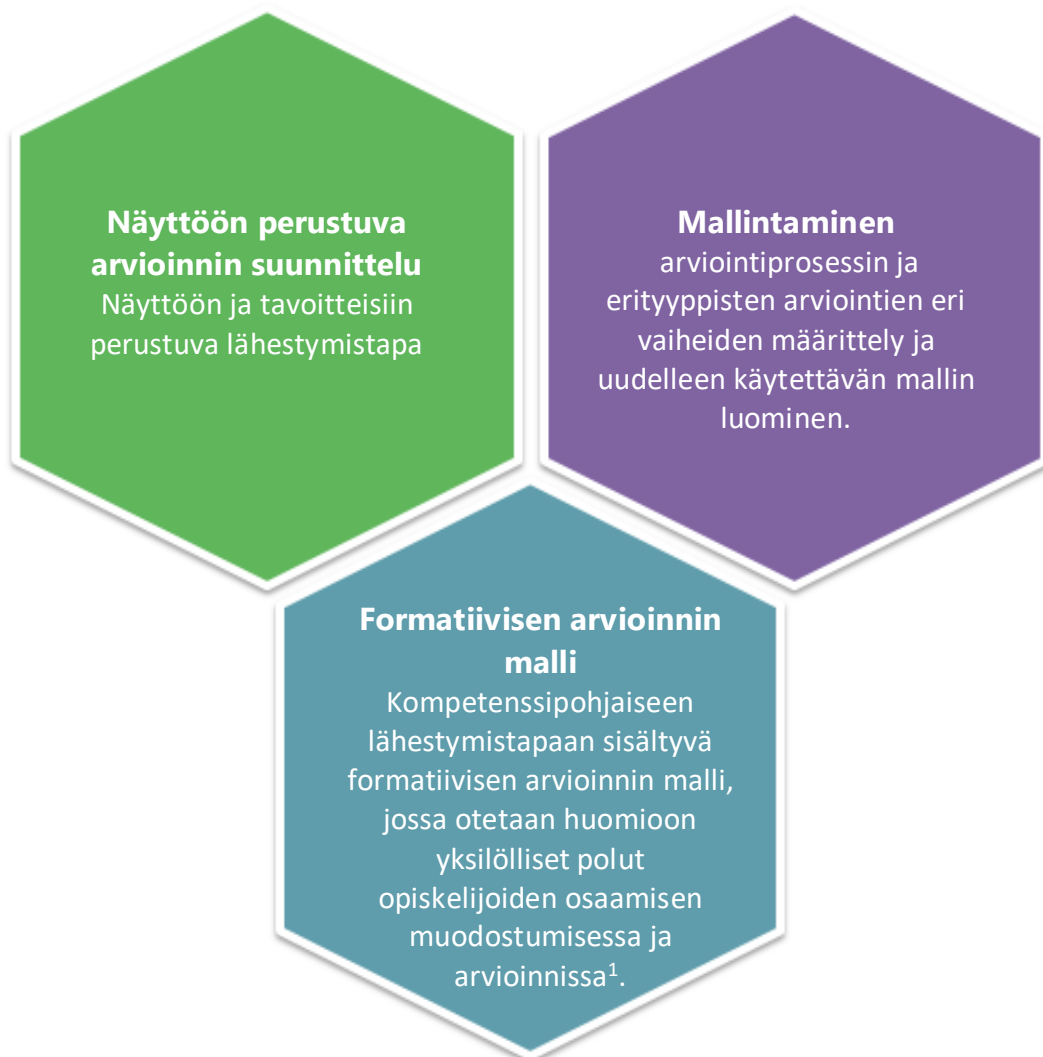 Näyttöön perustuva
arvioinnin suunnittelu
Näyttöön ja tavoitteisiin
perustuva lähestymistapa
Mallintaminen
arviointiprosessin ja
erityyppisten arviointien eri
vaiheiden määrittely ja
uudelleen käytettävän mallin
luominen.
Formatiivisen arvioinnin
malli
Kompetenssipohjaiseen
lähestymistapaan sisältyvä
formatiivisen arvioinnin malli,
jossa otetaan huomioon
yksilölliset polut
opiskelijoiden osaamisen
muodostumisessa ja
arvioinnissa¹.